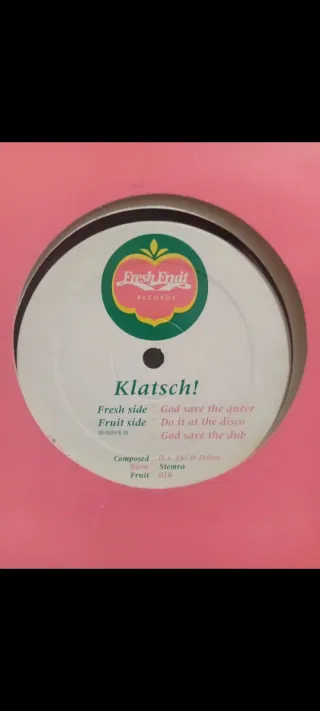 Fresh Fruit
RECORDS
Klatsch!
Fresh side God save the queer
Fruit side Do it at the disco
God save the dub
Composed
Stemra
Fruit